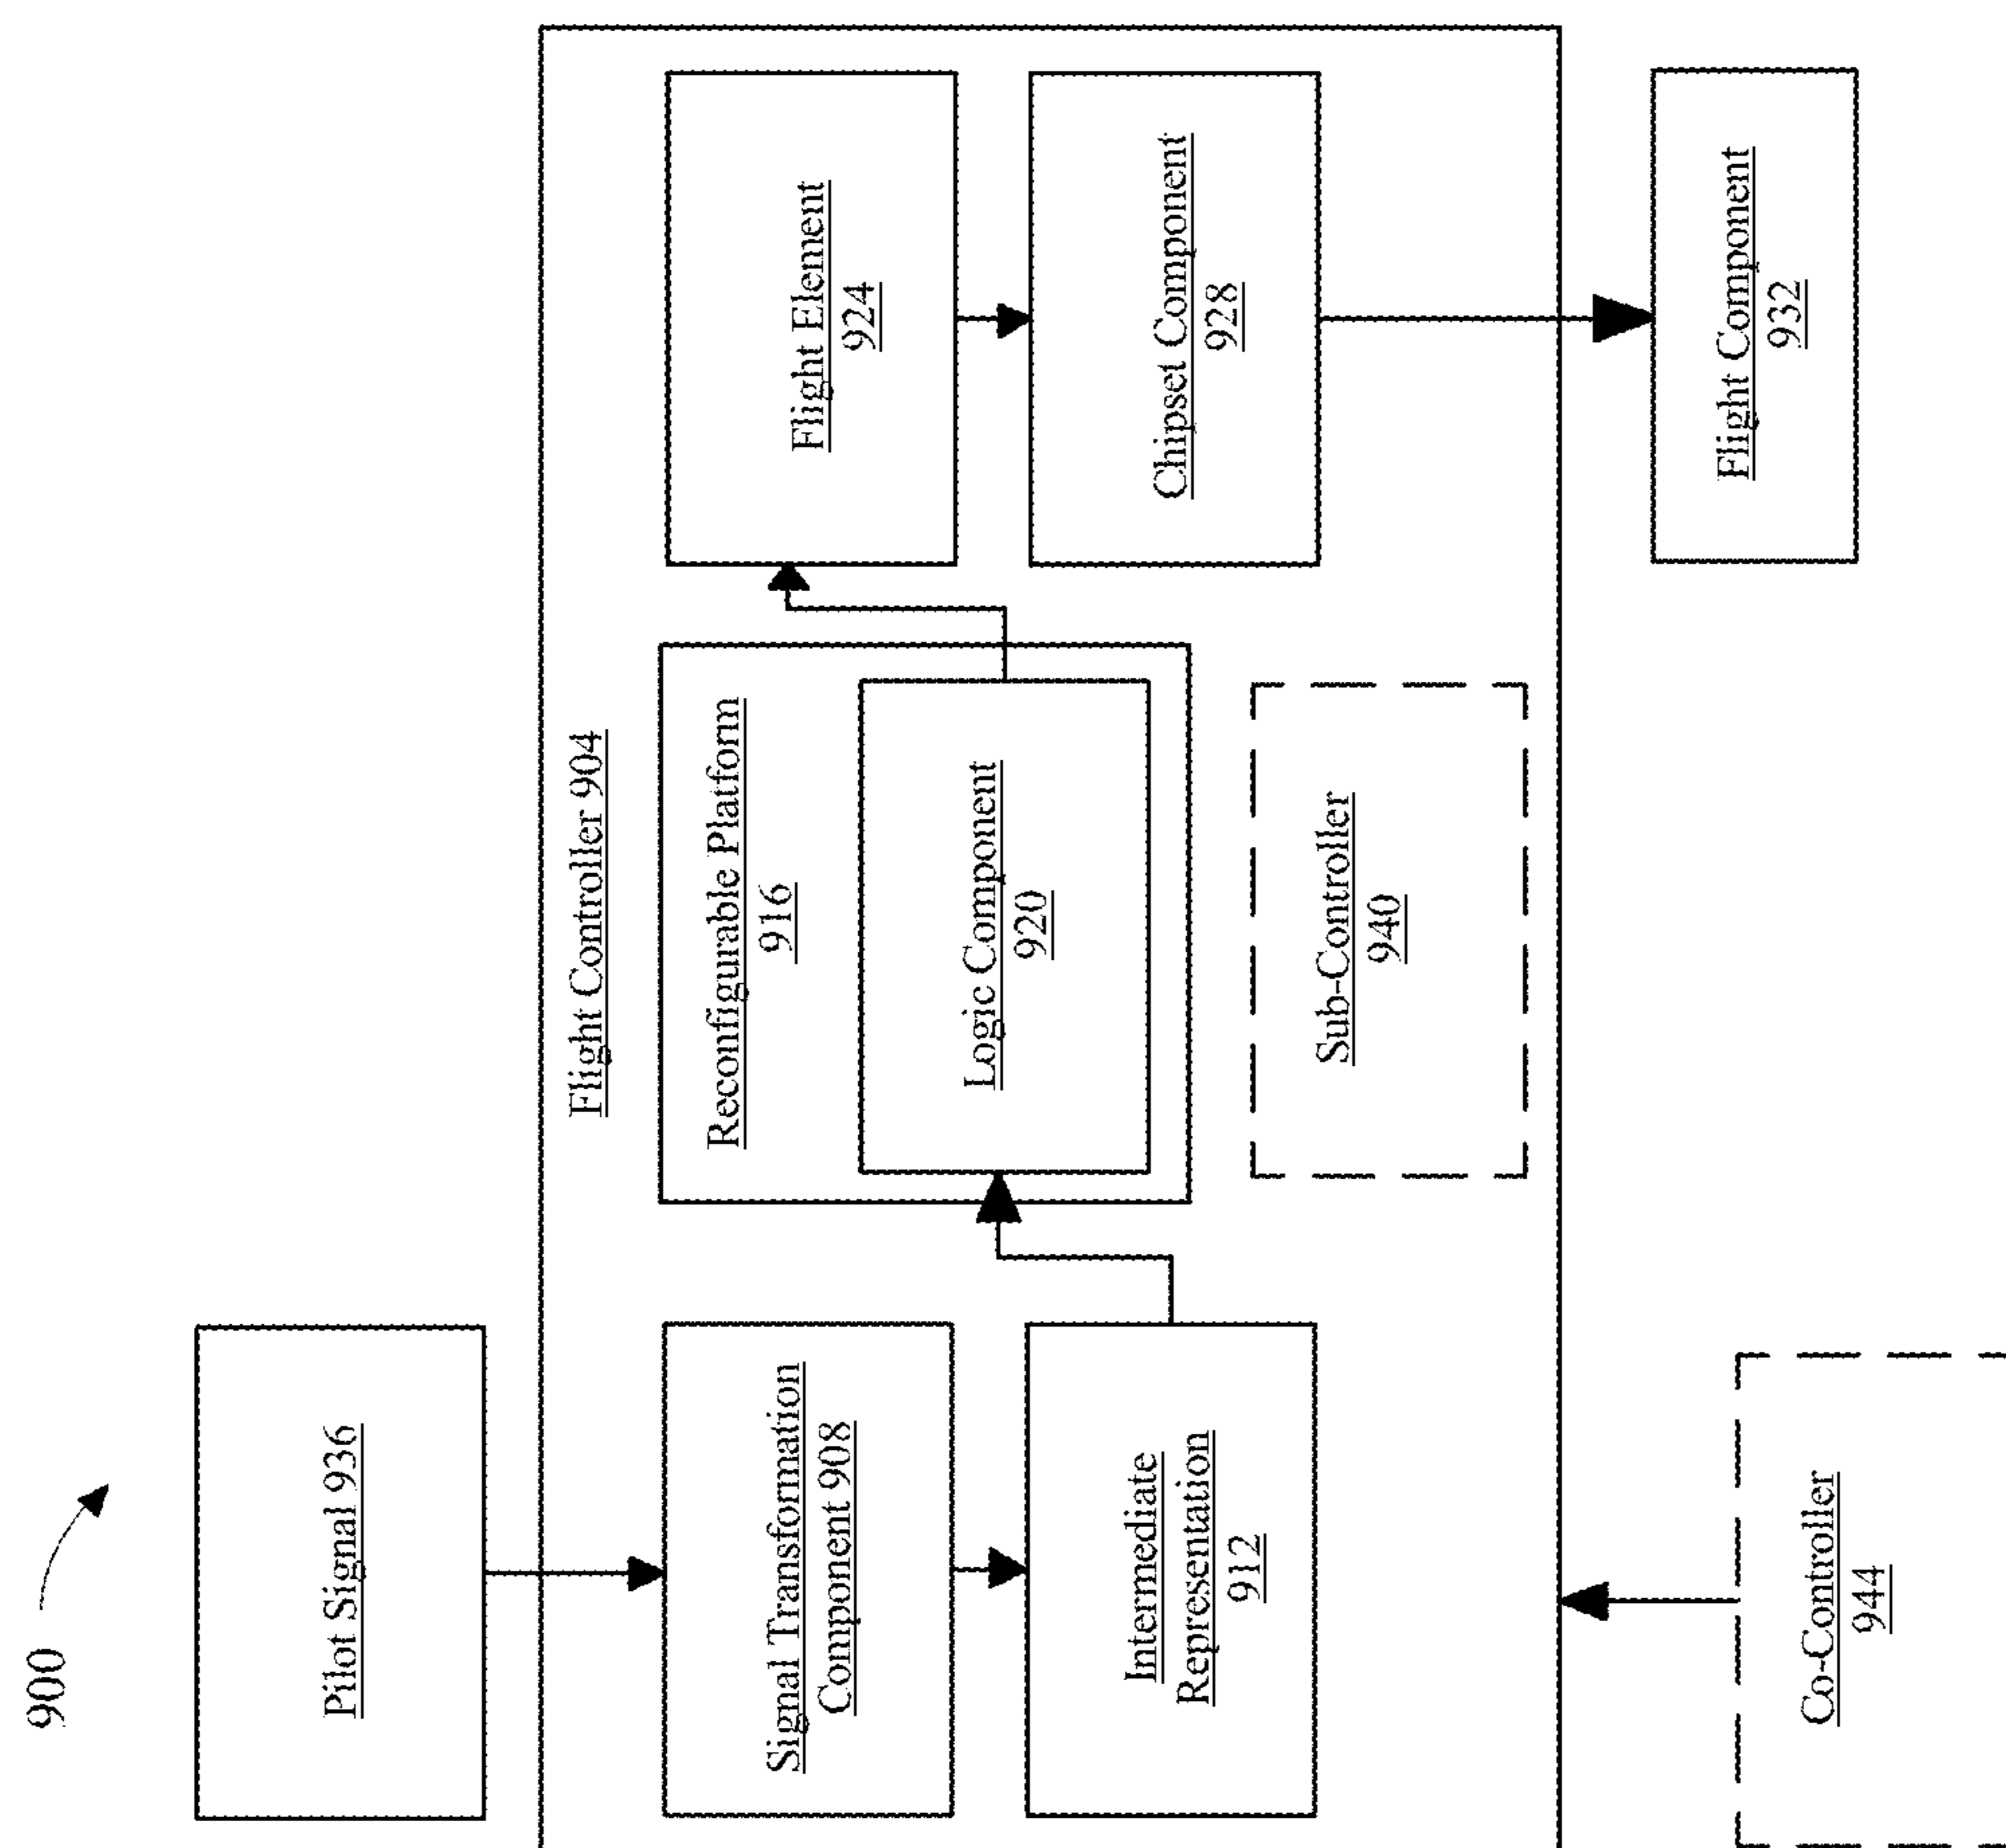 900
Pilot Signal 936
Flight Controller 904
Signal Transformation
Component 908
Intermediate
Representation
912
Reconfigurable Platform
916
Logic Component
920
Sub-Controller
940
Flight Element
924
Chipset Component
928
Co-Controller
944
Flight Component
932